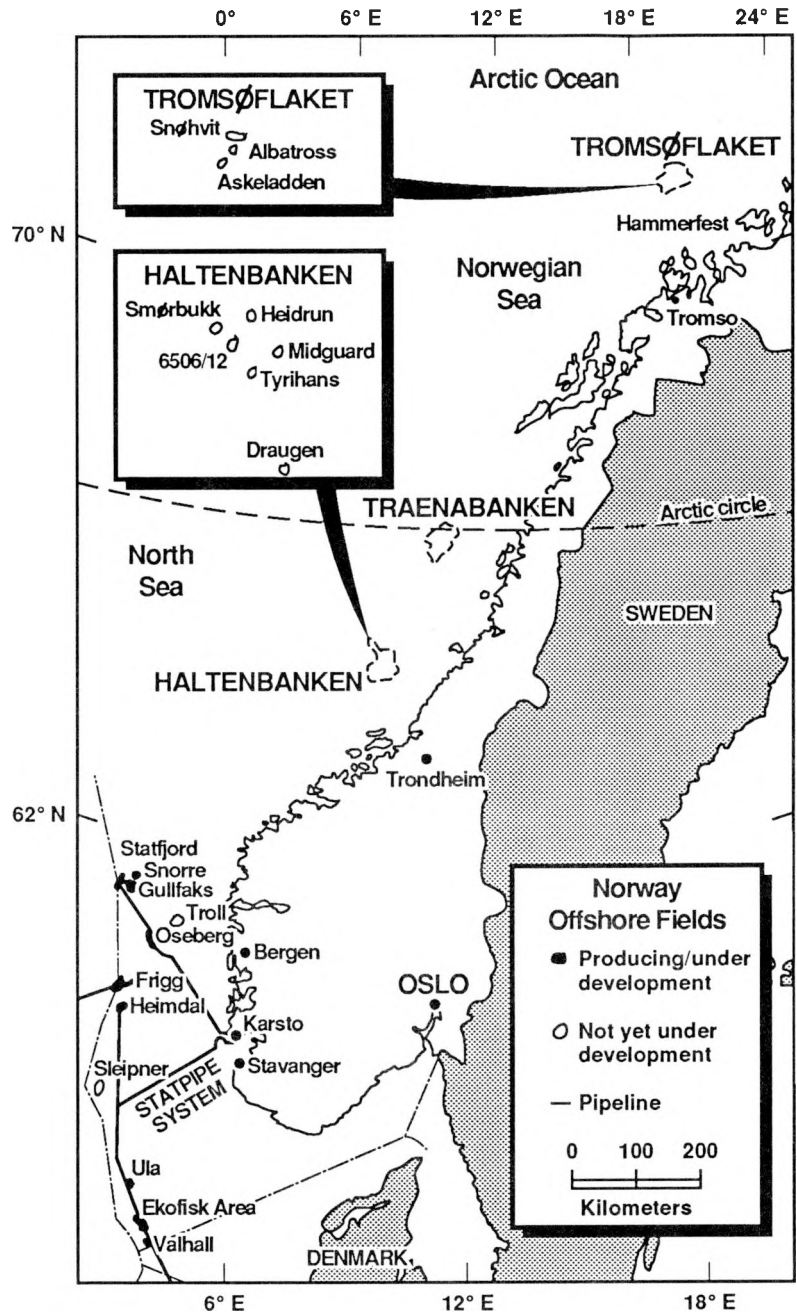 0° 6° E 12° E 18° E 24° E
Arctic Ocean
TROMSØFLAKET
Snøhvit
Albatross
Askeladden
TROMSØFLAKET
Hammerfest
70° N
Norwegian
Sea
Tromso
HALTENBANKEN
Smørbukk
Heidrun
6506/12
Midguard
Tyrihans
Draugen
TRAENABANKEN
Arctic circle
North
Sea
SWEDEN
HALTENBANKEN
Trondheim
62° N
Statfjord
Snorre
Gullfaks
Troll
Oseberg
Bergen
Frigg
Heimdal
OSLO
Karsto
Sleipner
Stavanger
STATPIPE
SYSTEM
Ula
Ekofisk Area
Valhall
DENMARK
Norway
Offshore Fields
Producing/under
development
Not yet under
development
Pipeline
0 100 200
Kilometers
6° E 12° E 18° E